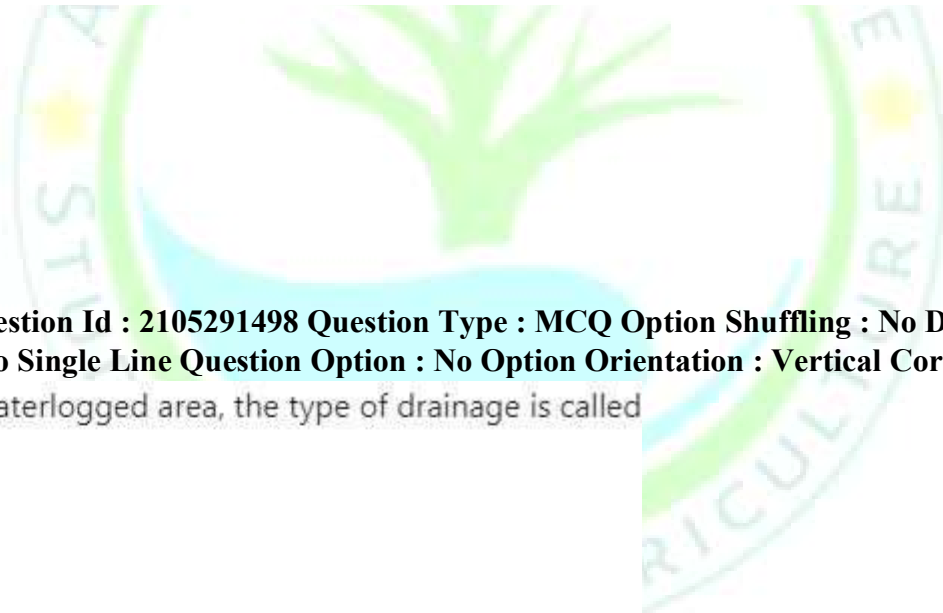 estion Id : 2105291498 Question Type : MCQ Option Shuffling : No D
o Single Line Question Option : No Option Orientation : Vertical Cor
aterlogged area, the type of drainage is called